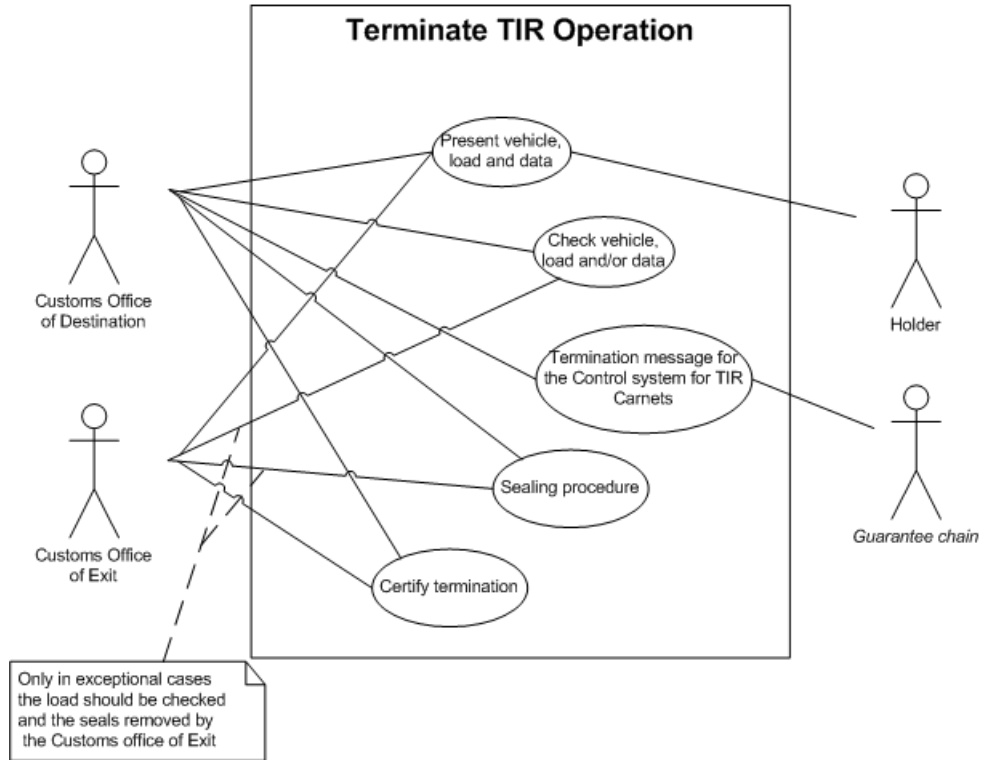 Terminate TIR Operation
Present vehicle,
load and data
Check vehicle,
load and/or data
Customs Office
of Destination
Holder
Termination message for
the Control system for TIR
Carnets
Sealing procedure
Guarantee chain
Customs Office
of Exit
Certify termination
Only in exceptional cases
the load should be checked
and the seals removed by
the Customs office of Exit